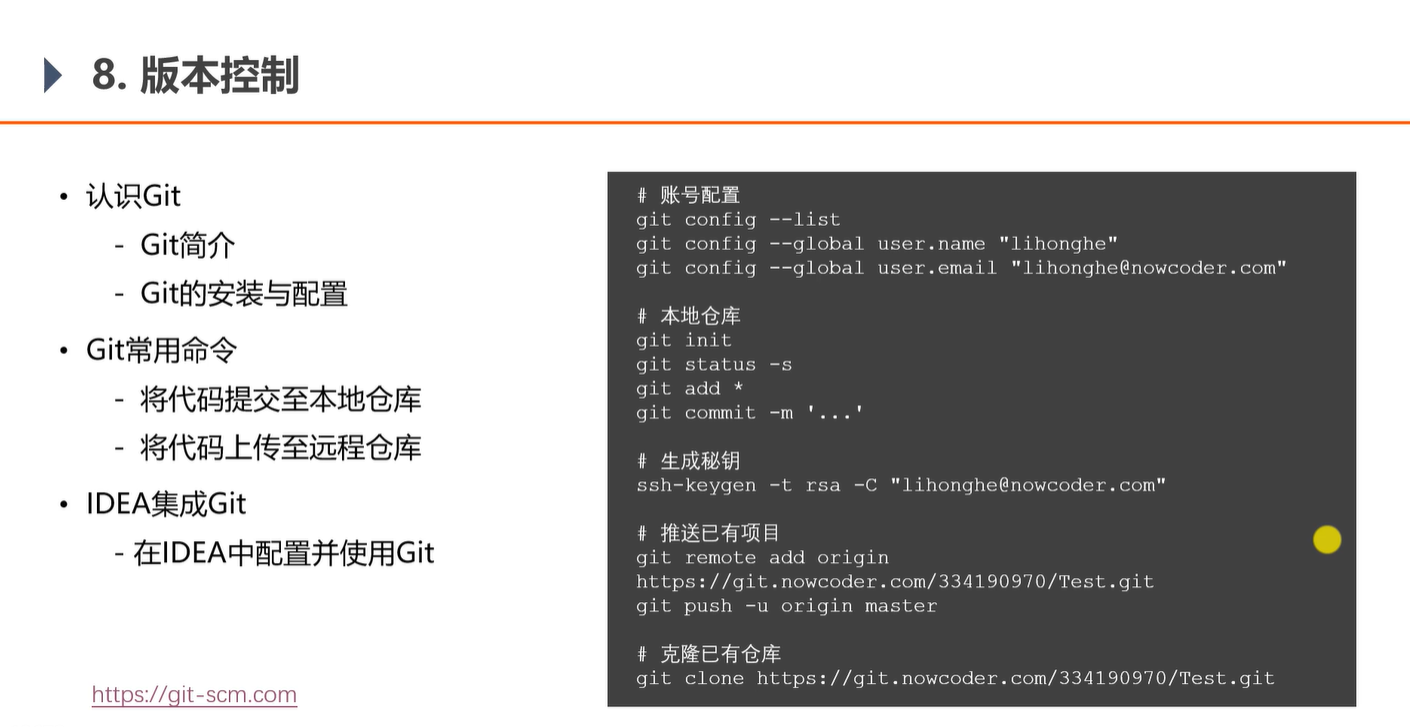 8. 版本控制
• 认识Git
- Git简介
- Git的安装与配置
• Git常用命令
- 将代码提交至本地仓库
- 将代码上传至远程仓库
• IDEA集成Git
- 在IDEA中配置并使用Git
https://git-scm.com
# 账号配置
git config --list
git config --global user.name "lihonghe"
git config --global user.email "lihonghe@nowcoder.com"
# 本地仓库
git init
git status -s
git add *
git commit -m '...'
# 生成秘钥
ssh-keygen -t rsa -C "lihonghe@nowcoder.com"
# 推送已有项目
git remote add origin
https://git.nowcoder.com/334190970/Test.git
git push -u origin master
# 克隆已有仓库
git clone https://git.nowcoder.com/334190970/Test.git